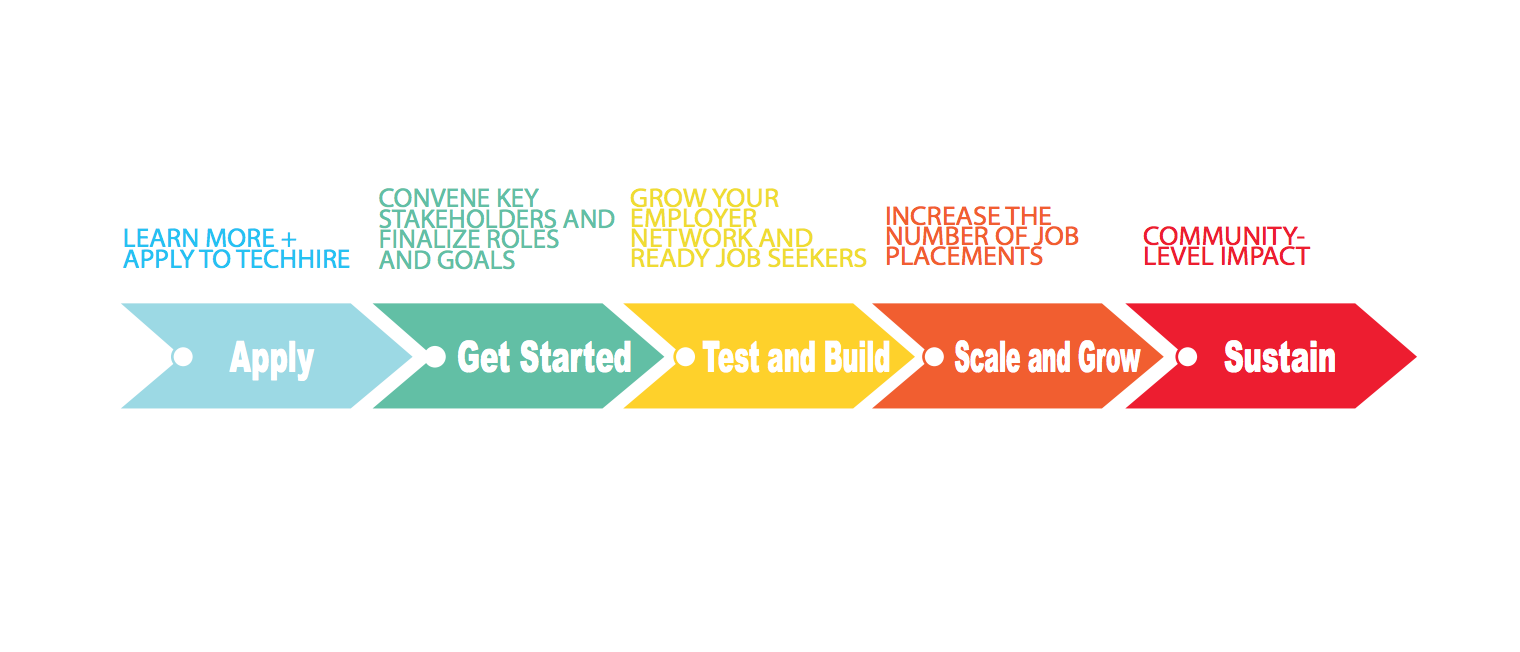 LEARN MORE +
APPLY TO TECHHIRE
CONVENE KEY
STAKEHOLDERS AND
FINALIZE ROLES
AND GOALS
GROW YOUR
EMPLOYER
NETWORK AND
READY JOB SEEKERS
INCREASE THE
NUMBER OF JOB
PLACEMENTS
COMMUNITY-
LEVEL IMPACT
Apply
Get Started
Test and Build
Scale and Grow
Sustain